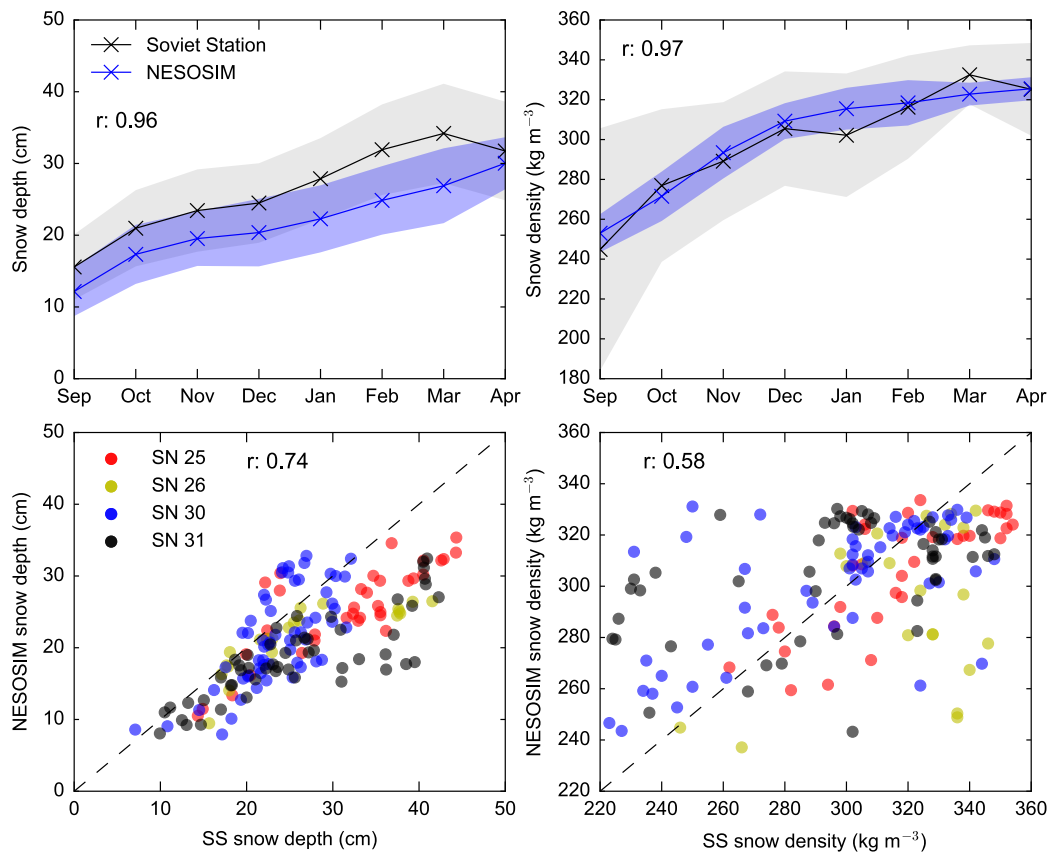 50
40
30
20
10
0
Snow depth (cm)
Soviet Station
NESOSIM
r: 0.96
Sep Oct Nov Dec Jan Feb Mar Apr
360
340
320
300
280
260
240
220
200
180
Snow density (kg m⁻³)
r: 0.97
Sep Oct Nov Dec Jan Feb Mar Apr
50
40
30
20
10
0
NESOSIM snow depth (cm)
SN 25
SN 26
SN 30
SN 31
r: 0.74
0 10 20 30 40 50
SS snow depth (cm)
360
340
320
300
280
260
240
220
NESOSIM snow density (kg m⁻³)
r: 0.58
220 240 260 280 300 320 340 360
SS snow density (kg m⁻³)